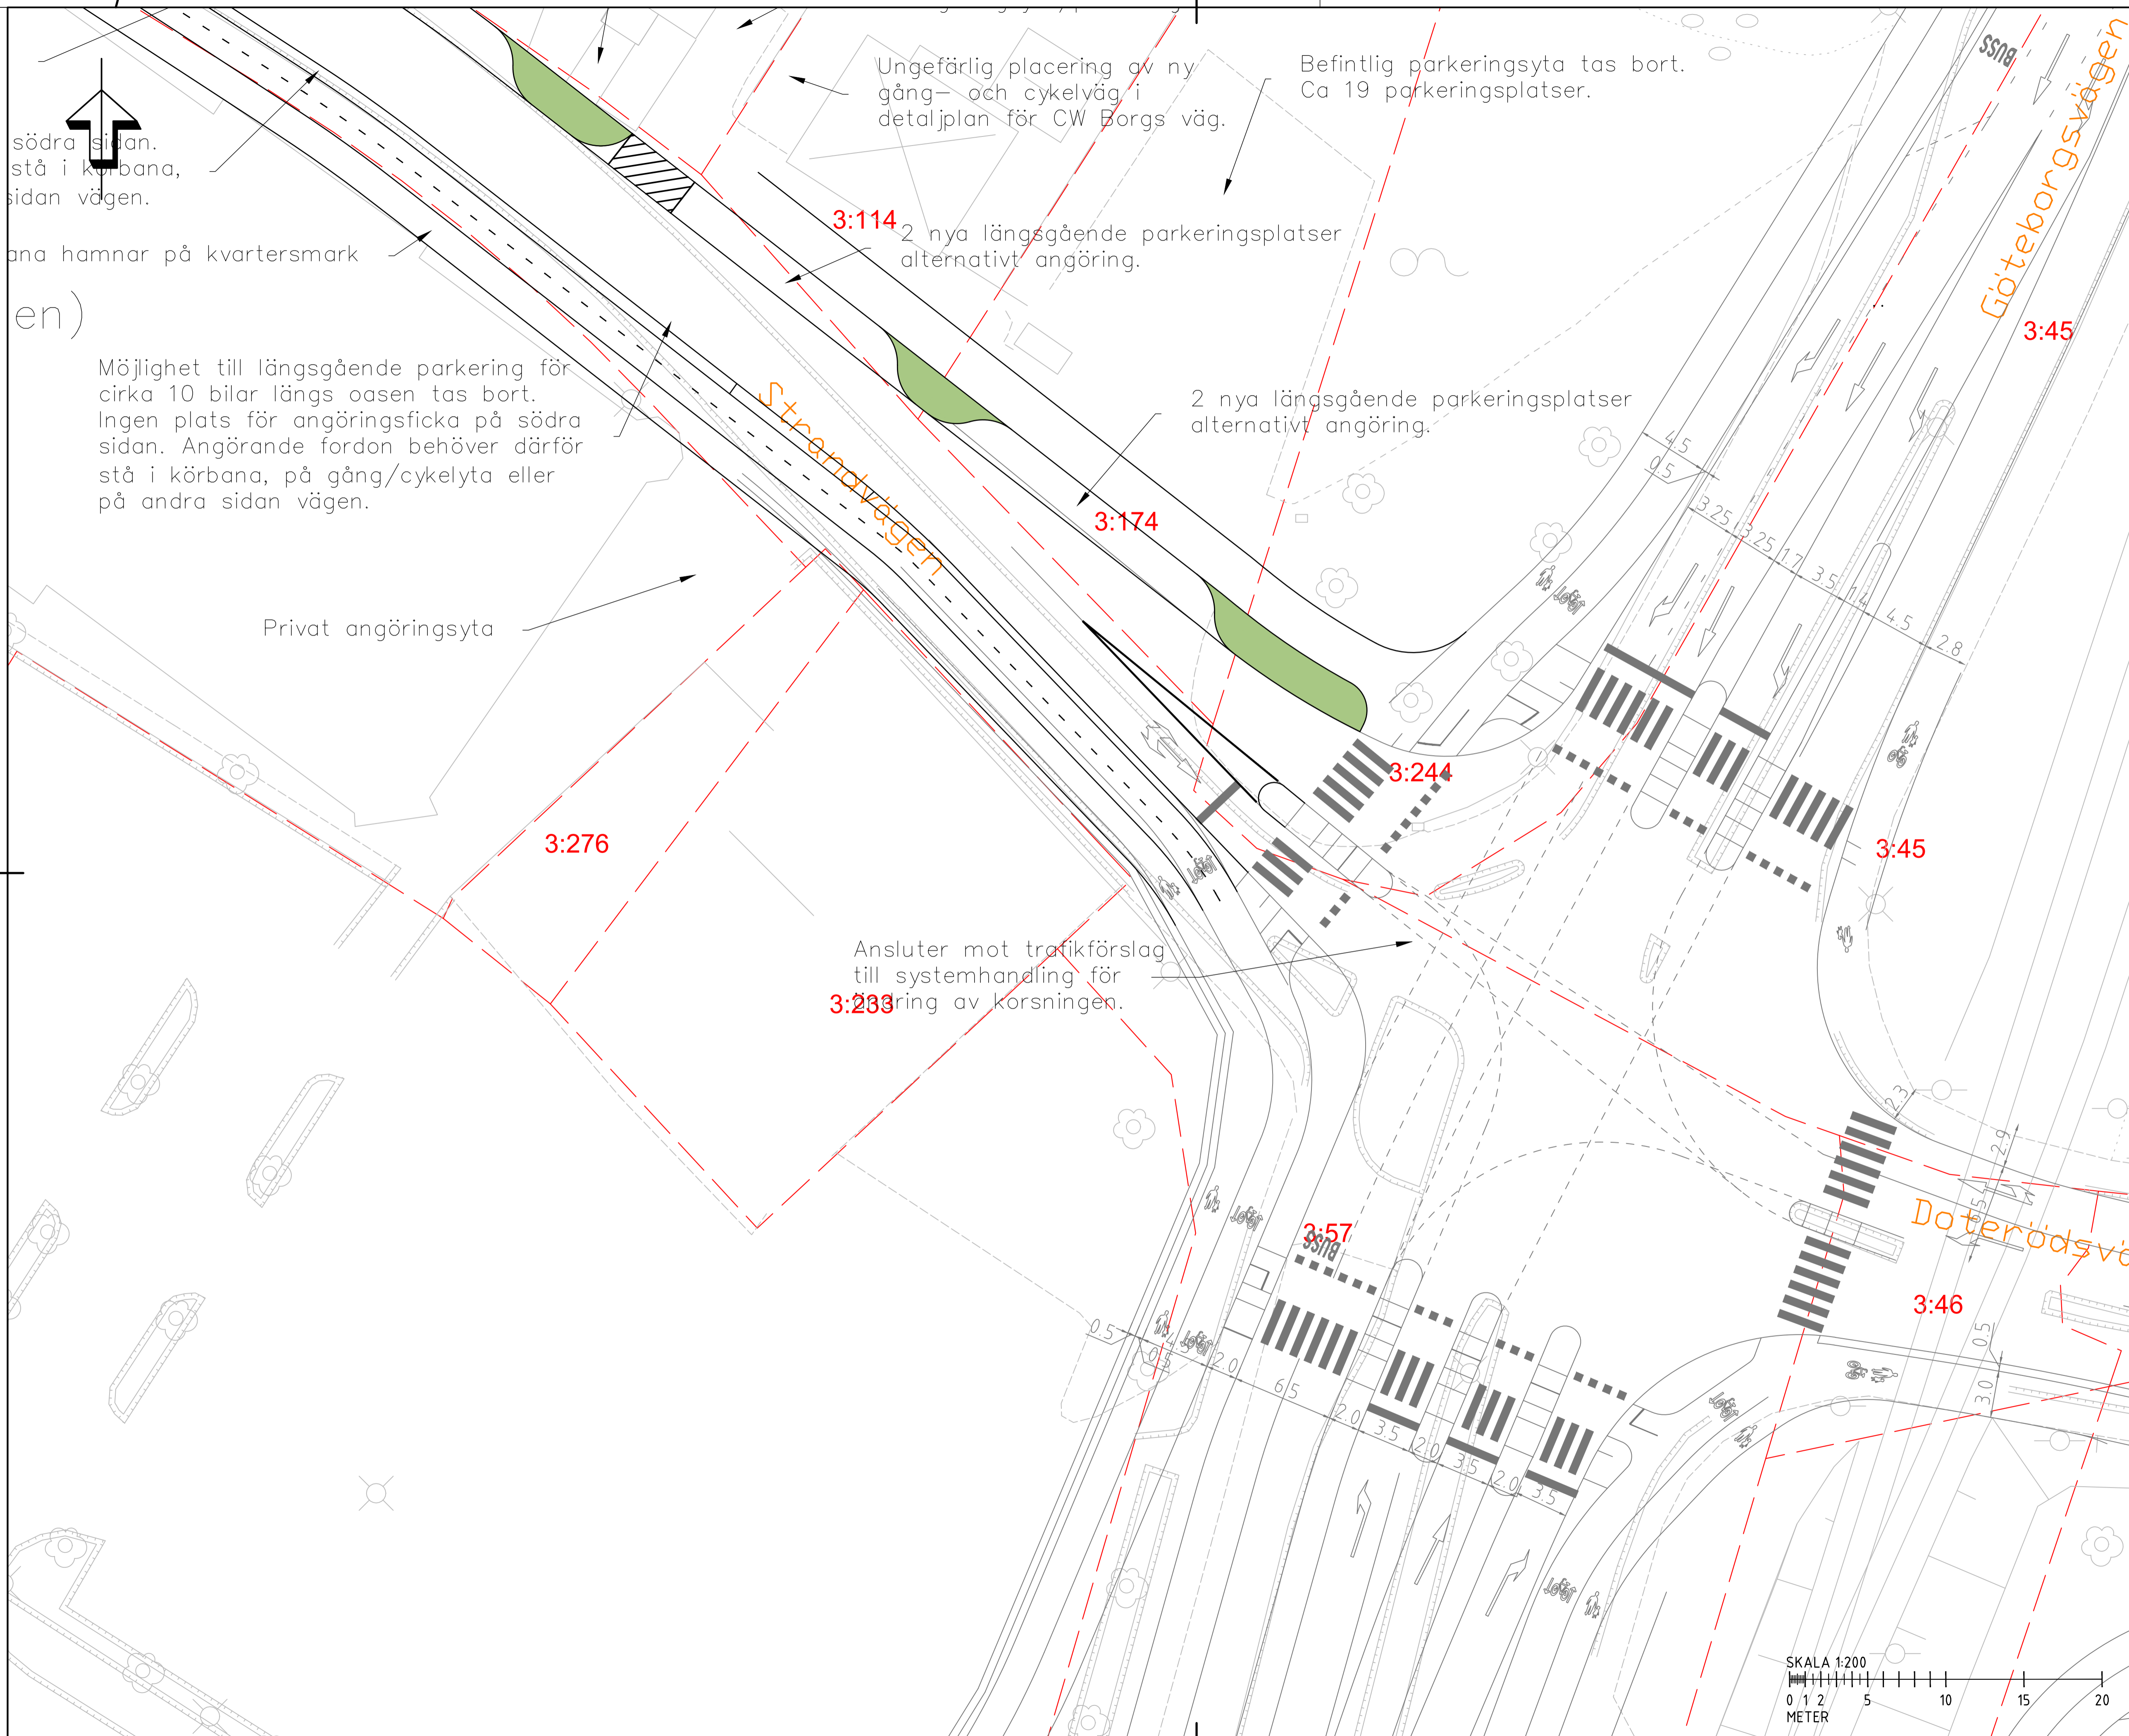 södra sidan.
stå i körbana,
sidan vägen.
ana hamnar på kvartersmark
en)
Ungefärlig placering av ny
gång- och cykelväg i
detaljplan för CW Borgs väg.
Befintlig parkeringsyta tas bort.
Ca 19 parkeringsplatser.
BUSS
Göteborgsvägen
3:45
3:114
2 nya längsgående parkeringsplatser
alternativt angöring.
Möjlighet till längsgående parkering för
cirka 10 bilar längs oasen tas bort.
Ingen plats för angöringsficka på södra
sidan. Angörande fordon behöver därför
stå i körbana, på gång/cykelyta eller
på andra sidan vägen.
Strandvägen
2 nya längsgående parkeringsplatser
alternativt angöring.
3:174
4.5
0.5
3.25
3.25
1.7
3.5
1.4
4.5
2.8
Privat angöringsyta
3:244
3:45
3:276
Ansluter mot trafikförslag
till systemhandling för
ändring av korsningen.
3:233
2.3
2.9
Doterödsvä
3:57
BUSS
3:46
0.5
4.5
0.5
2.0
6.5
2.0
3.5
2.0
3.5
2.0
3.5
0.5
3.0
SKALA 1:200
0 1 2 5 10 15 20
METER